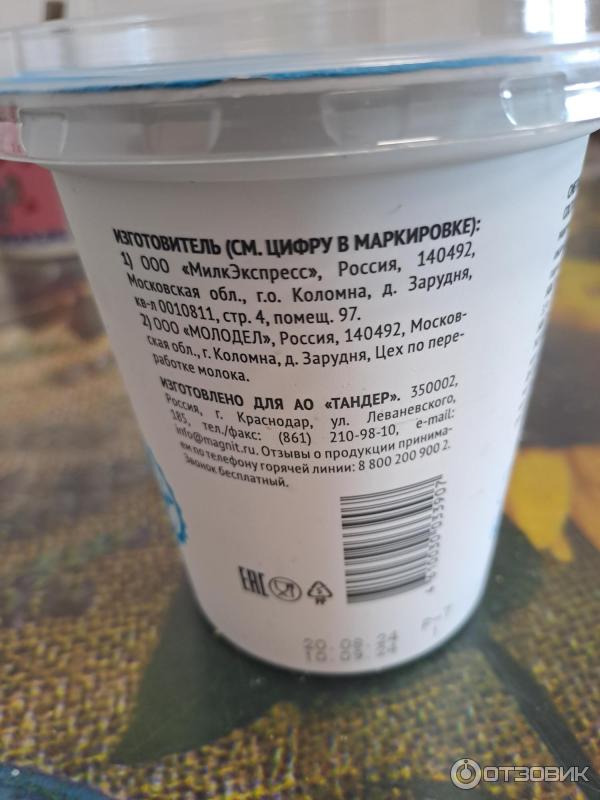 ИЗГОТОВИТЕЛЬ (СМ. ЦИФРУ В МАРКИРОВКЕ):
1) ООО «МилкЭкспресс», Россия, 140492,
Московская обл., г.о. Коломна, д. Зарудня,
кв-л 0010811, стр. 4, помещ. 97.
2) ООО «МОЛОДЕЛ», Россия, 140492, Москов-
ская обл., г. Коломна, д. Зарудня, Цех по пере-
работке молока.
ИЗГОТОВЛЕНО ДЛЯ АО «ТАНДЕР». 350002,
Россия, г. Краснодар, ул. Леваневского,
185, тел./факс: (861) 210-98-10, e-mail:
info@magnit.ru. Отзывы о продукции принима-
ем по телефону горячей линии: 8 800 200 900 2.
Звонок бесплатный.
EAC
5
PP
20.08.24
10.09.24
ОТЗОВИК